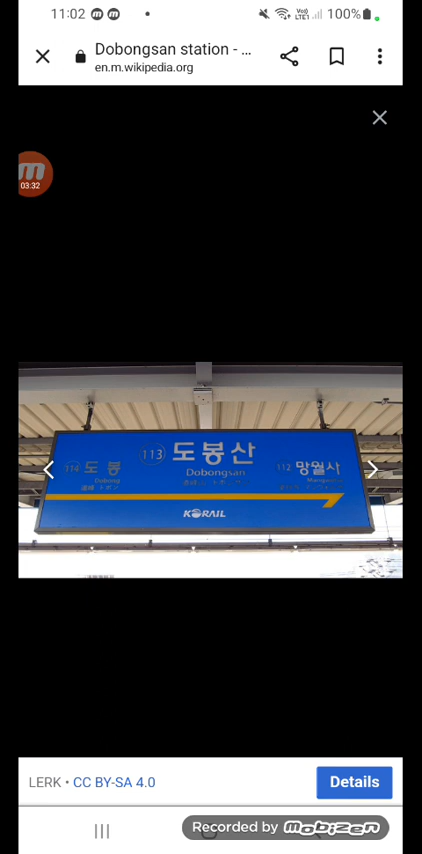 11:02
100%
Dobongsan station - ...
en.m.wikipedia.org
03:32
114 도봉
Dobong
113 도봉산
Dobongsan
112 망월사
KORAIL
LERK • CC BY-SA 4.0
Details
Recorded by mobizen